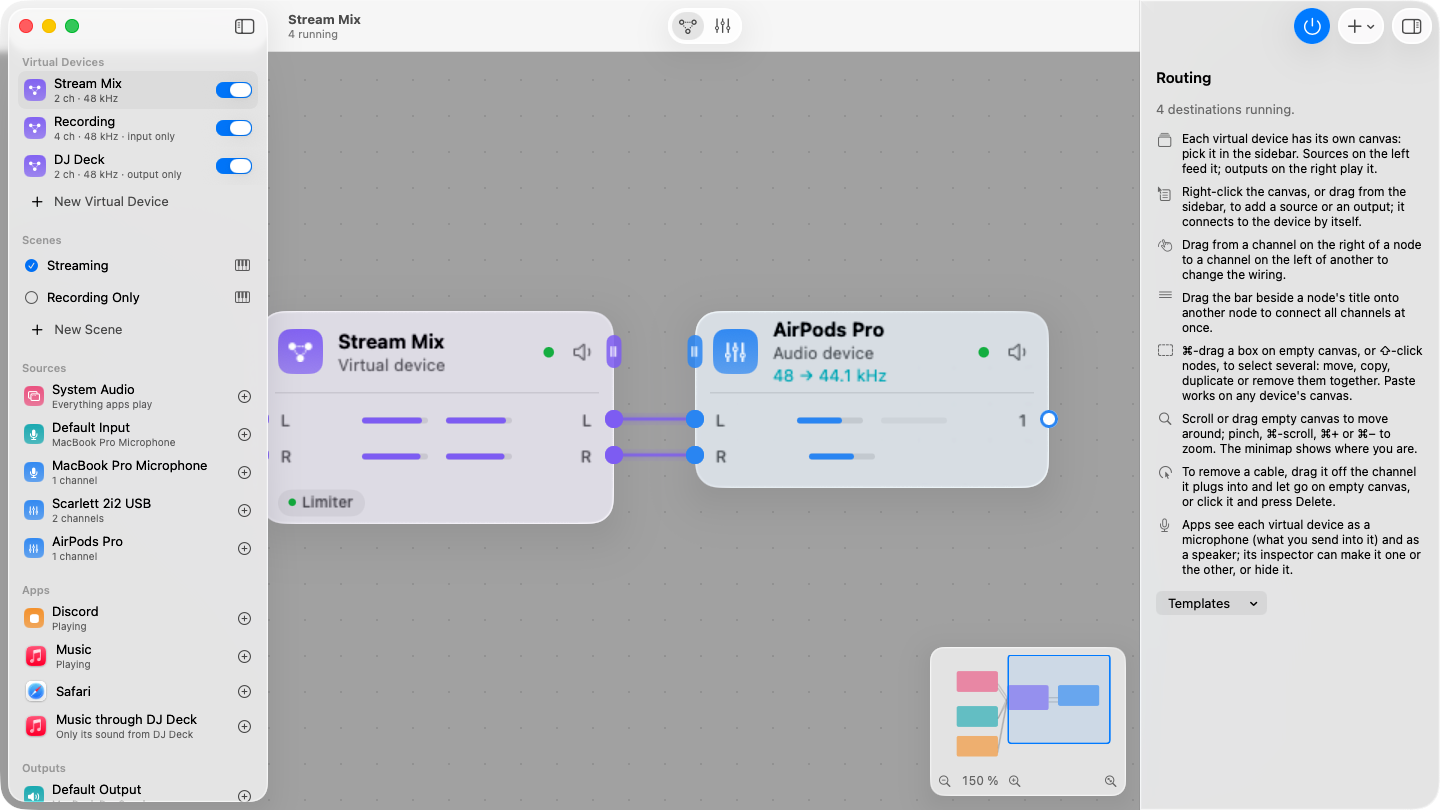 Stream Mix
4 running
Virtual Devices
Stream Mix
2 ch · 48 kHz
Recording
4 ch · 48 kHz · input only
DJ Deck
2 ch · 48 kHz · output only
New Virtual Device
Scenes
Streaming
Recording Only
New Scene
Sources
System Audio
Everything apps play
Default Input
MacBook Pro Microphone
MacBook Pro Microphone
1 channel
Scarlett 2i2 USB
2 channels
AirPods Pro
1 channel
Apps
Discord
Playing
Music
Playing
Safari
Music through DJ Deck
Only its sound from DJ Deck
Outputs
Default Output
Stream Mix
Virtual device
L L
R R
Limiter
AirPods Pro
Audio device
48 → 44.1 kHz
L 1
R
150 %
Routing
4 destinations running.
Each virtual device has its own canvas:
pick it in the sidebar. Sources on the left
feed it; outputs on the right play it.
Right-click the canvas, or drag from the
sidebar, to add a source or an output; it
connects to the device by itself.
Drag from a channel on the right of a node
to a channel on the left of another to
change the wiring.
Drag the bar beside a node's title onto
another node to connect all channels at
once.
⌘-drag a box on empty canvas, or ⇧-click
nodes, to select several: move, copy,
duplicate or remove them together. Paste
works on any device's canvas.
Scroll or drag empty canvas to move
around; pinch, ⌘-scroll, ⌘+ or ⌘− to
zoom. The minimap shows where you are.
To remove a cable, drag it off the channel
it plugs into and let go on empty canvas,
or click it and press Delete.
Apps see each virtual device as a
microphone (what you send into it) and as
a speaker; its inspector can make it one or
the other, or hide it.
Templates